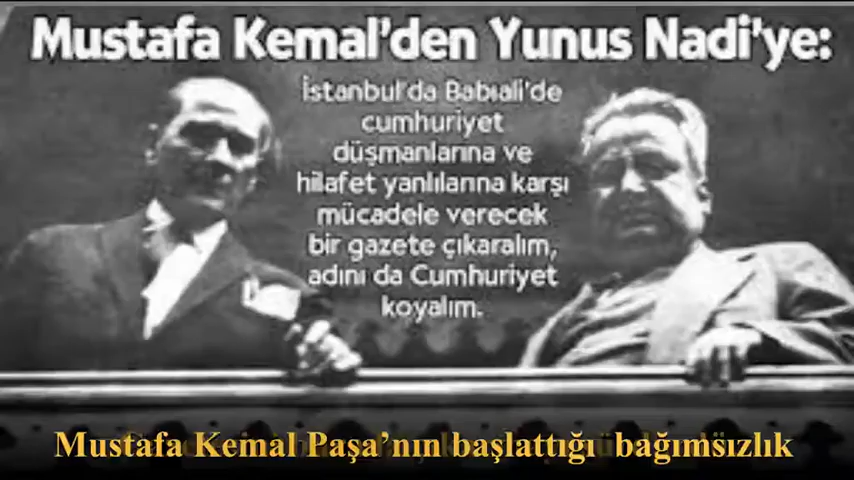 Mustafa Kemal'den Yunus Nadi'ye:
İstanbul'da Babıali'de
cumhuriyet
düşmanlarına ve
hilafet yanlılarına karşı
mücadele verecek
bir gazete çıkaralım,
adını da Cumhuriyet
koyalım.
Mustafa Kemal Paşa’nın başlattığı bağımsızlık